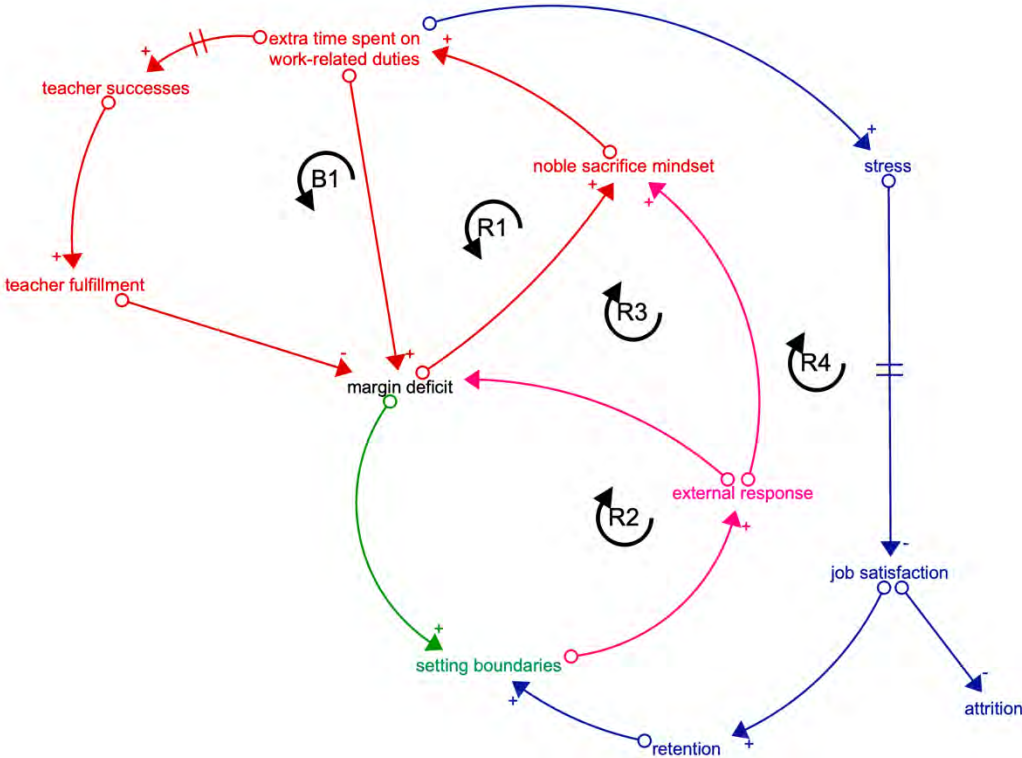 extra time spent on
work-related duties
+
+
teacher successes
+
noble sacrifice mindset
+
+
stress
B1
R1
+
teacher fulfillment
R3
-
+
margin deficit
R4
external response
+
R2
-
job satisfaction
+
setting boundaries
-
attrition
+
retention
+